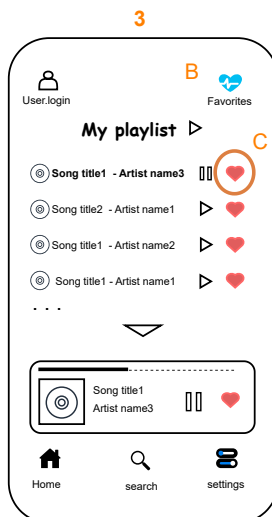 3
B
User.login
Favorites
My playlist
C
Song title1 - Artist name3
Song title2 - Artist name1
Song title1 - Artist name2
Song title1 - Artist name1
. . .
Song title1
Artist name3
Home
search
settings